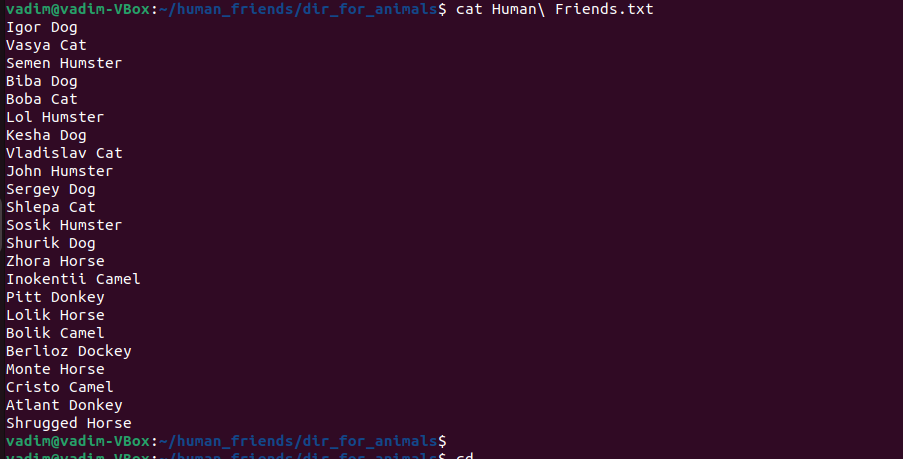 vadim@vadim-VBox:~/human_friends/dir_for_animals$ cat Human\ Friends.txt
Igor Dog
Vasya Cat
Semen Humster
Biba Dog
Boba Cat
Lol Humster
Kesha Dog
Vladislav Cat
John Humster
Sergey Dog
Shlepa Cat
Sosik Humster
Shurik Dog
Zhora Horse
Inokentii Camel
Pitt Donkey
Lolik Horse
Bolik Camel
Berlioz Dockey
Monte Horse
Cristo Camel
Atlant Donkey
Shrugged Horse
vadim@vadim-VBox:~/human_friends/dir_for_animals$
vadim@vadim-VBox:~/human_friends/dir_for_animals$ cd